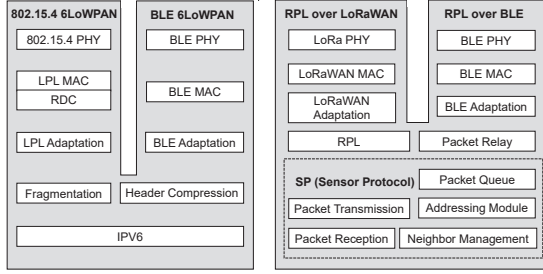 802.15.4 6LoWPAN
BLE 6LoWPAN
802.15.4 PHY
BLE PHY
LPL MAC
RDC
BLE MAC
LPL Adaptation
BLE Adaptation
Fragmentation
Header Compression
IPV6
RPL over LoRaWAN
RPL over BLE
LoRa PHY
BLE PHY
LoRaWAN MAC
BLE MAC
LoRaWAN
Adaptation
BLE Adaptation
RPL
Packet Relay
SP (Sensor Protocol)
Packet Queue
Packet Transmission
Addressing Module
Packet Reception
Neighbor Management